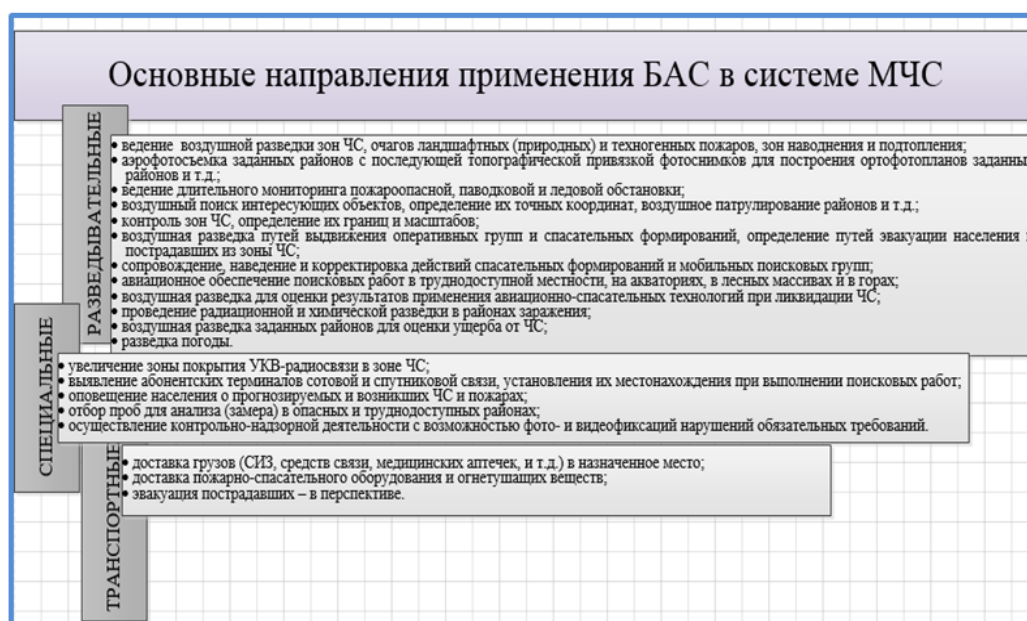 Основные направления применения БАС в системе МЧС
РАЗВЕДЫВАТЕЛЬНЫЕ
• ведение воздушной разведки зон ЧС, очагов ландшафтных (природных) и техногенных пожаров, зон наводнения и подтопления;
• аэрофотосъемка заданных районов с последующей топографической привязкой фотоснимков для построения ортофотопланов заданных
районов и т.д.;
• ведение длительного мониторинга пожароопасной, паводковой и ледовой обстановки;
• воздушный поиск интересующих объектов, определение их точных координат, воздушное патрулирование районов и т.д.;
• контроль зон ЧС, определение их границ и масштабов;
• воздушная разведка путей выдвижения оперативных групп и спасательных формирований, определение путей эвакуации населения
пострадавших из зоны ЧС;
• сопровождение, наведение и корректировка действий спасательных формирований и мобильных поисковых групп;
• авиационное обеспечение поисковых работ в труднодоступной местности, на акваториях, в лесных массивах и в горах;
• воздушная разведка для оценки результатов применения авиационно-спасательных технологий при ликвидации ЧС;
• проведение радиационной и химической разведки в районах заражения;
• воздушная разведка заданных районов для оценки ущерба от ЧС;
• разведка погоды.
СПЕЦИАЛЬНЫЕ
• увеличение зоны покрытия УКВ-радиосвязи в зоне ЧС;
• выявление абонентских терминалов сотовой и спутниковой связи, установления их местонахождения при выполнении поисковых работ;
• оповещение населения о прогнозируемых и возникших ЧС и пожарах;
• отбор проб для анализа (замера) в опасных и труднодоступных районах;
• осуществление контрольно-надзорной деятельности с возможностью фото- и видеофиксаций нарушений обязательных требований.
ТРАНСПОРТНЫЕ
• доставка грузов (СИЗ, средств связи, медицинских аптечек, и т.д.) в назначенное место;
• доставка пожарно-спасательного оборудования и огнетушащих веществ;
• эвакуация пострадавших – в перспективе.